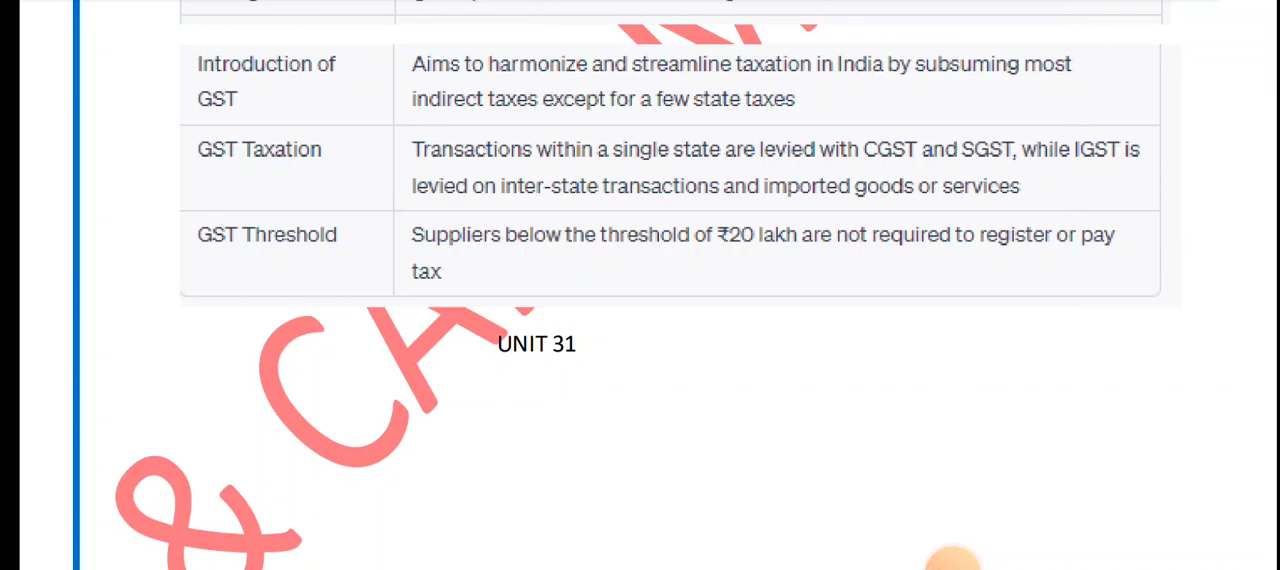 Introduction of
GST
Aims to harmonize and streamline taxation in India by subsuming most
indirect taxes except for a few state taxes
GST Taxation
Transactions within a single state are levied with CGST and SGST, while IGST is
levied on inter-state transactions and imported goods or services
GST Threshold
Suppliers below the threshold of ₹20 lakh are not required to register or pay
tax
UNIT 31
&